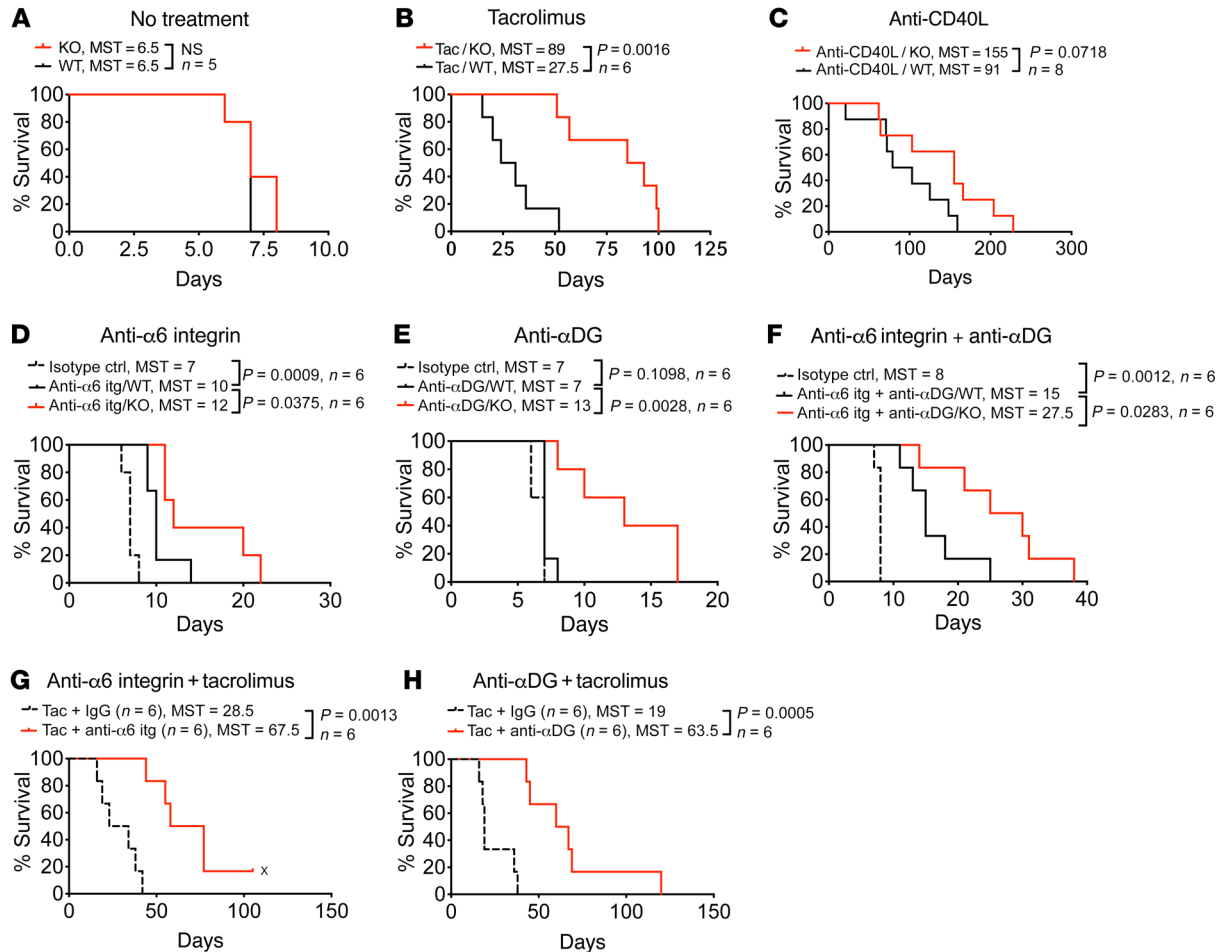 A No treatment
KO, MST = 6.5
WT, MST = 6.5
NS
n = 5
% Survival
100
80
60
40
20
0
0.0 2.5 5.0 7.5 10.0
Days
B Tacrolimus
Tac / KO, MST = 89
Tac / WT, MST = 27.5
P = 0.0016
n = 6
% Survival
100
80
60
40
20
0
0 25 50 75 100 125
Days
C Anti-CD40L
Anti-CD40L / KO, MST = 155
Anti-CD40L / WT, MST = 91
P = 0.0718
n = 8
% Survival
100
80
60
40
20
0
0 100 200 300
Days
D Anti-α6 integrin
Isotype ctrl, MST = 7
Anti-α6 itg/WT, MST = 10
Anti-α6 itg/KO, MST = 12
P = 0.0009, n = 6
P = 0.0375, n = 6
% Survival
100
80
60
40
20
0
0 10 20 30
Days
E Anti-αDG
Isotype ctrl, MST = 7
Anti-αDG/WT, MST = 7
Anti-αDG/KO, MST = 13
P = 0.1098, n = 6
P = 0.0028, n = 6
% Survival
100
80
60
40
20
0
0 5 10 15 20
Days
F Anti-α6 integrin + anti-αDG
Isotype ctrl, MST = 8
Anti-α6 itg + anti-αDG/WT, MST = 15
Anti-α6 itg + anti-αDG/KO, MST = 27.5
P = 0.0012, n = 6
P = 0.0283, n = 6
% Survival
100
80
60
40
20
0
0 10 20 30 40
Days
G Anti-α6 integrin + tacrolimus
Tac + IgG (n = 6), MST = 28.5
Tac + anti-α6 itg (n = 6), MST = 67.5
P = 0.0013
n = 6
% Survival
100
80
60
40
20
0
x
0 50 100 150
Days
H Anti-αDG + tacrolimus
Tac + IgG (n = 6), MST = 19
Tac + anti-αDG (n = 6), MST = 63.5
P = 0.0005
n = 6
% Survival
100
80
60
40
20
0
0 50 100 150
Days